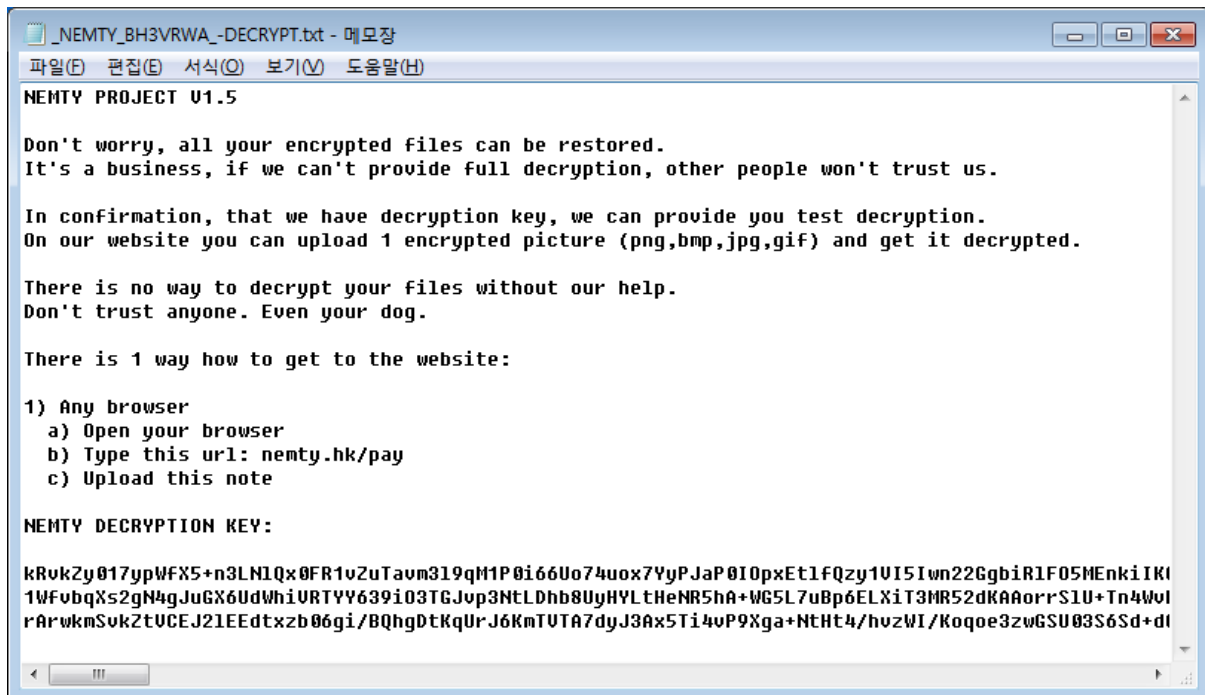 _NEMTY_BH3VRWA_-DECRYPT.txt - 메모장
파일(F) 편집(E) 서식(O) 보기(V) 도움말(H)
NEMTY PROJECT V1.5
Don't worry, all your encrypted files can be restored.
It's a business, if we can't provide full decryption, other people won't trust us.
In confirmation, that we have decryption key, we can provide you test decryption.
On our website you can upload 1 encrypted picture (png,bmp,jpg,gif) and get it decrypted.
There is no way to decrypt your files without our help.
Don't trust anyone. Even your dog.
There is 1 way how to get to the website:
1) Any browser
a) Open your browser
b) Type this url: nemty.hk/pay
c) Upload this note
NEMTY DECRYPTION KEY: